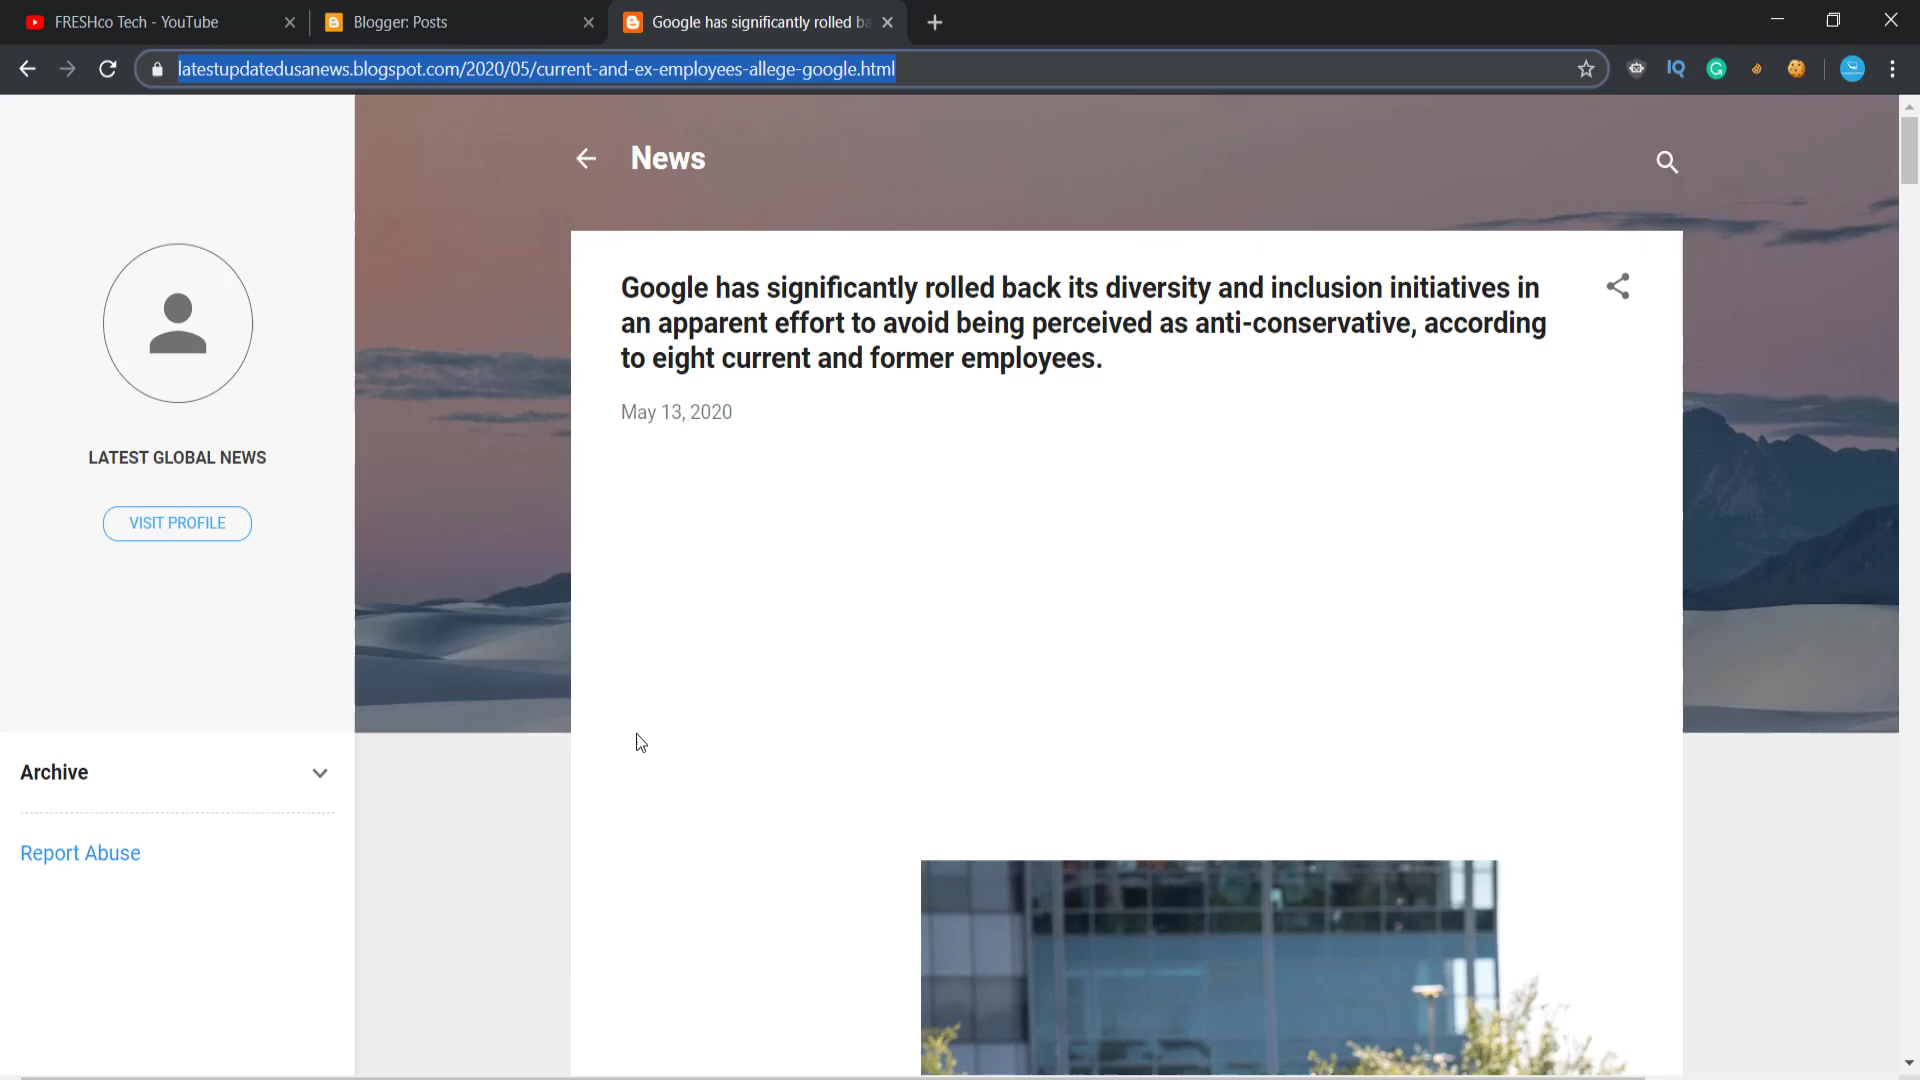 FRESHco Tech - YouTube
Blogger: Posts
Google has significantly rolled ba
latestupdatedusanews.blogspot.com/2020/05/current-and-ex-employees-allege-google.html
IQ
News
Google has significantly rolled back its diversity and inclusion initiatives in
an apparent effort to avoid being perceived as anti-conservative, according
to eight current and former employees.
May 13, 2020
LATEST GLOBAL NEWS
VISIT PROFILE
Archive
Report Abuse